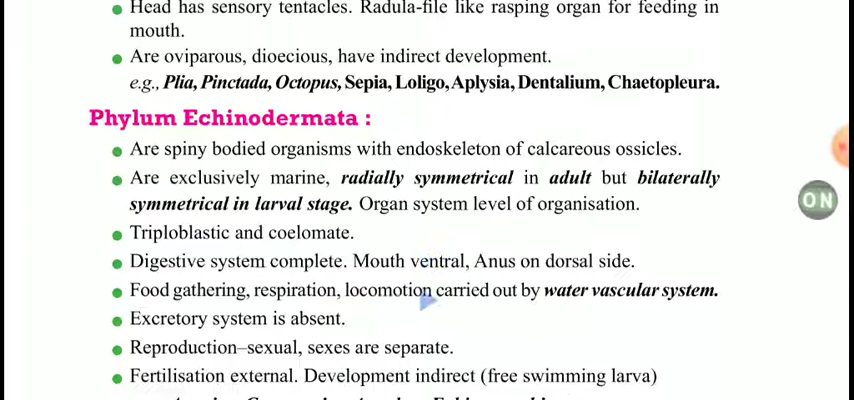 Head has sensory tentacles. Radula-file like rasping organ for feeding in
mouth.
Are oviparous, dioecious, have indirect development.
e.g., Plia, Pinctada, Octopus, Sepia, Loligo, Aplysia, Dentalium, Chaetopleura.
Phylum Echinodermata :
Are spiny bodied organisms with endoskeleton of calcareous ossicles.
Are exclusively marine, radially symmetrical in adult but bilaterally
symmetrical in larval stage. Organ system level of organisation.
Triploblastic and coelomate.
Digestive system complete. Mouth ventral, Anus on dorsal side.
Food gathering, respiration, locomotion carried out by water vascular system.
Excretory system is absent.
Reproduction–sexual, sexes are separate.
Fertilisation external. Development indirect (free swimming larva)
ON